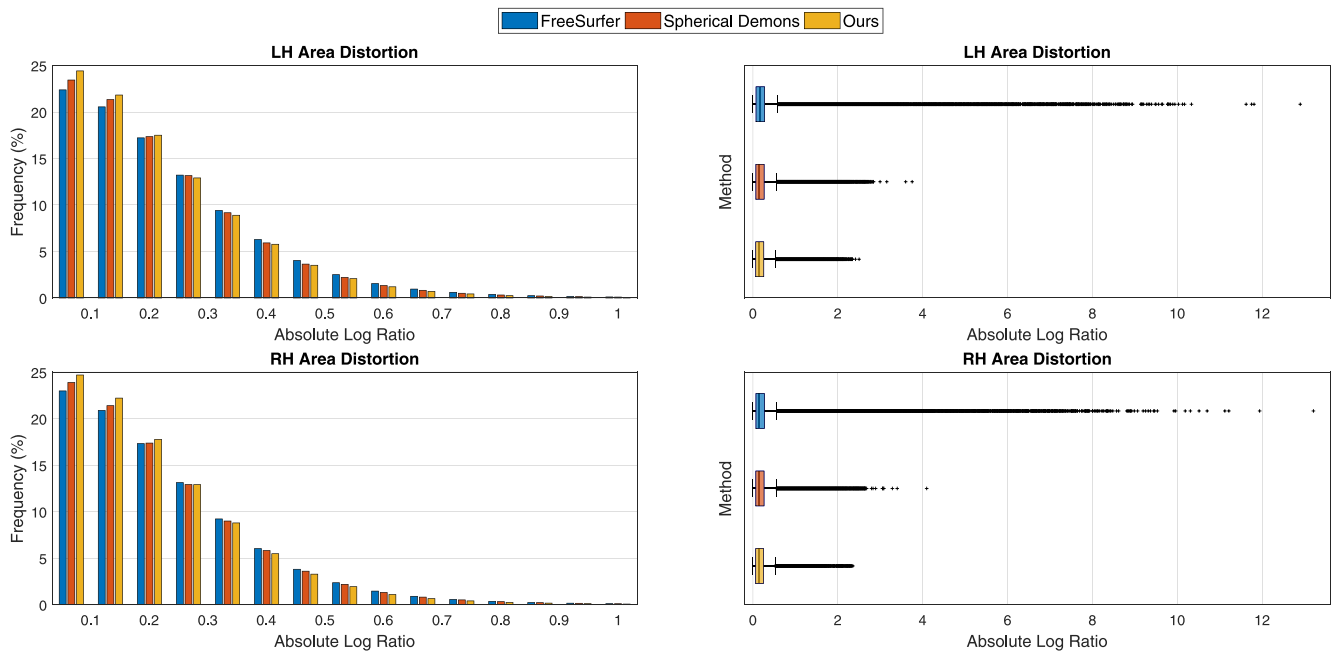 FreeSurfer Spherical Demons Ours
LH Area Distortion
25
20
15
10
5
0
Frequency (%)
0.1 0.2 0.3 0.4 0.5 0.6 0.7 0.8 0.9 1
Absolute Log Ratio
LH Area Distortion
Method
0 2 4 6 8 10 12
Absolute Log Ratio
RH Area Distortion
25
20
15
10
5
0
Frequency (%)
0.1 0.2 0.3 0.4 0.5 0.6 0.7 0.8 0.9 1
Absolute Log Ratio
RH Area Distortion
Method
0 2 4 6 8 10 12
Absolute Log Ratio